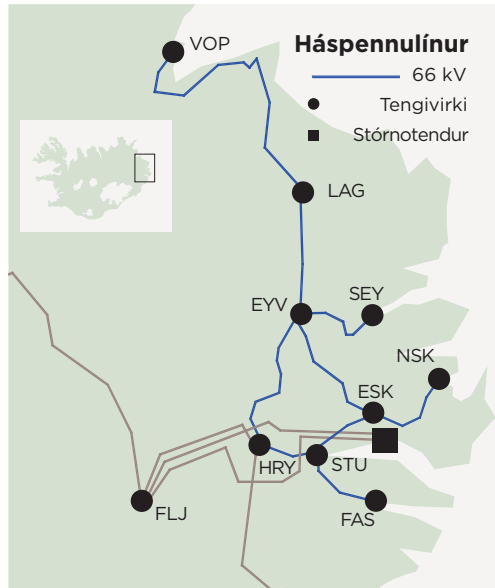 Háspennulínur
66 kV
Tengivirki
Stórnotendur
VOP
LAG
EYV
SEY
NSK
ESK
HRY
STU
FLJ
FAS